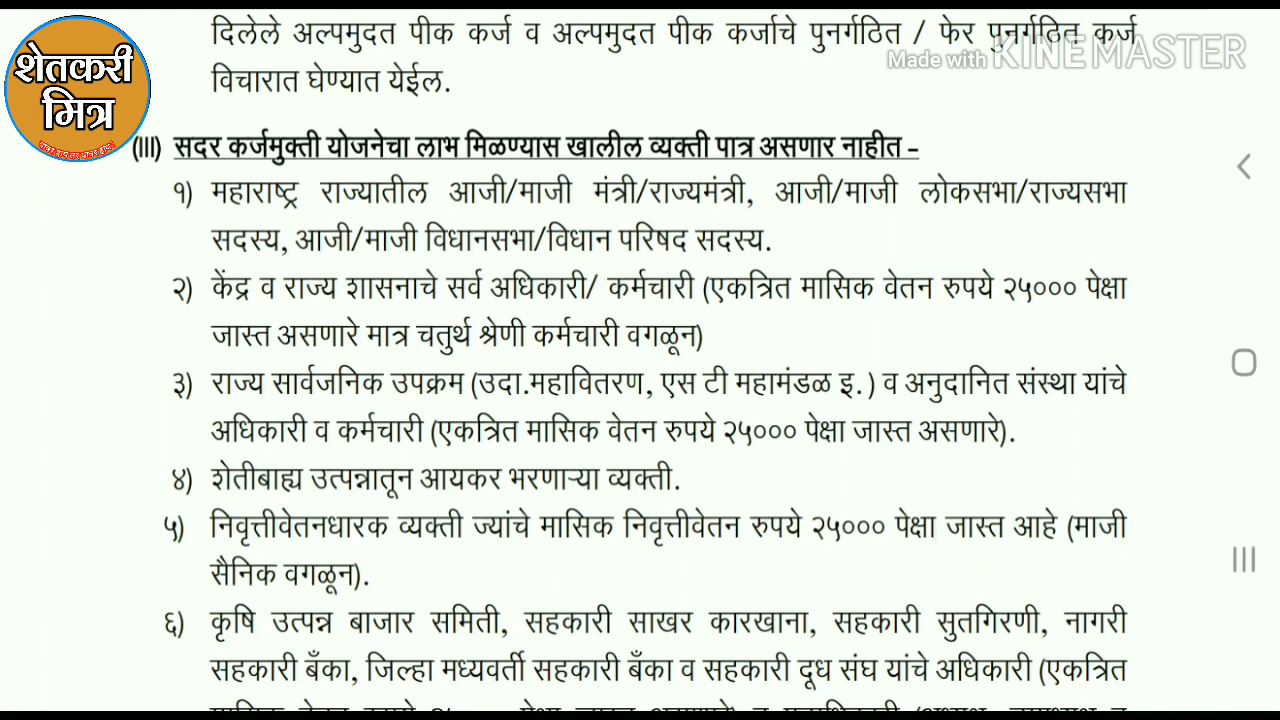 दिलेले अल्पमुदत पीक कर्ज व अल्पमुदत पीक कर्जाचे पुनर्गठित / फेर पुनर्गठित कर्ज
विचारात घेण्यात येईल.
Made with KINEMASTER
शेतकरी
मित्र
(III) सदर कर्जमुक्ती योजनेचा लाभ मिळण्यास खालील व्यक्ती पात्र असणार नाहीत –
१) महाराष्ट्र राज्यातील आजी/माजी मंत्री/राज्यमंत्री, आजी/माजी लोकसभा/राज्यसभा
सदस्य, आजी/माजी विधानसभा/विधान परिषद सदस्य.
२) केंद्र व राज्य शासनाचे सर्व अधिकारी/ कर्मचारी (एकत्रित मासिक वेतन रुपये २५००० पेक्षा
जास्त असणारे मात्र चतुर्थ श्रेणी कर्मचारी वगळून)
३) राज्य सार्वजनिक उपक्रम (उदा.महावितरण, एस टी महामंडळ इ.) व अनुदानित संस्था यांचे
अधिकारी व कर्मचारी (एकत्रित मासिक वेतन रुपये २५००० पेक्षा जास्त असणारे).
४) शेतीबाह्य उत्पन्नातून आयकर भरणाऱ्या व्यक्ती.
५) निवृत्तीवेतनधारक व्यक्ती ज्यांचे मासिक निवृत्तीवेतन रुपये २५००० पेक्षा जास्त आहे (माजी
सैनिक वगळून).
६) कृषि उत्पन्न बाजार समिती, सहकारी साखर कारखाना, सहकारी सुतगिरणी, नागरी
सहकारी बँका, जिल्हा मध्यवर्ती सहकारी बँका व सहकारी दूध संघ यांचे अधिकारी (एकत्रित